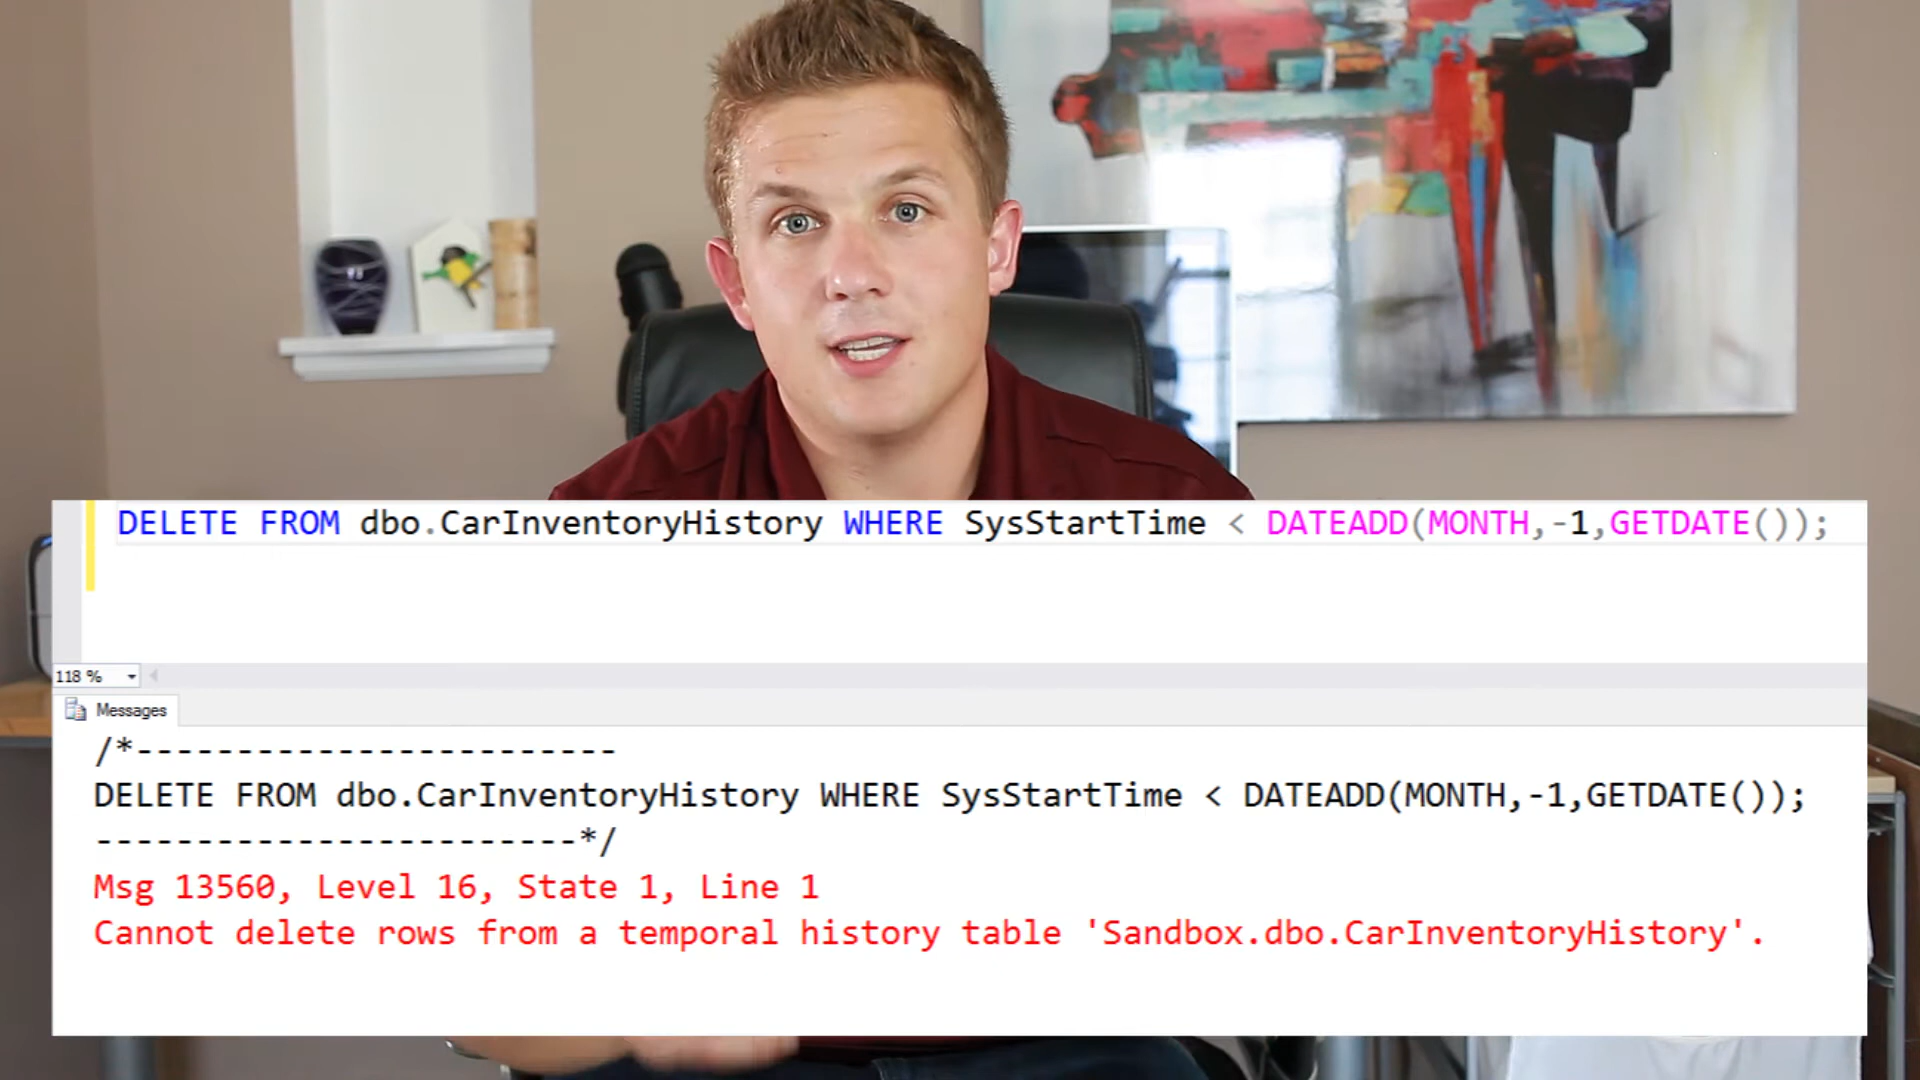 DELETE FROM dbo.CarInventoryHistory WHERE SysStartTime < DATEADD(MONTH,-1,GETDATE());
118 %
Messages
/*------------------------
DELETE FROM dbo.CarInventoryHistory WHERE SysStartTime < DATEADD(MONTH,-1,GETDATE());
------------------------*/
Msg 13560, Level 16, State 1, Line 1
Cannot delete rows from a temporal history table 'Sandbox.dbo.CarInventoryHistory'.